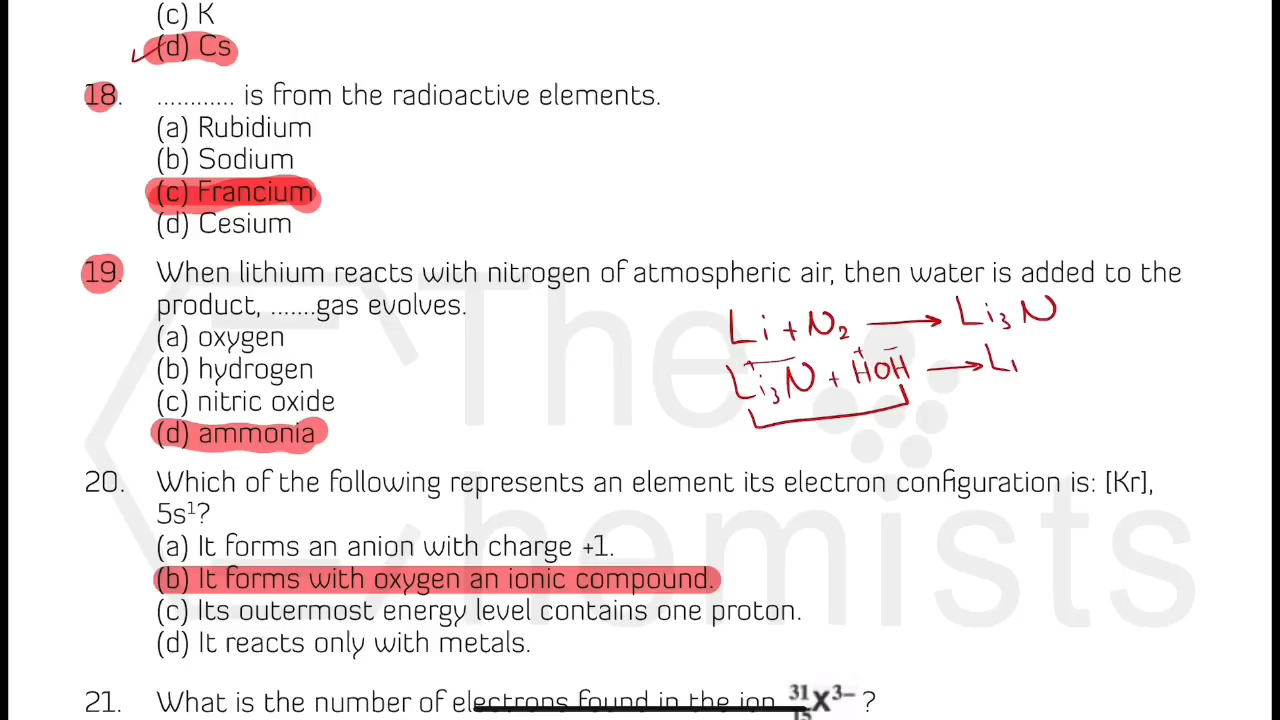 (c) K
(d) Cs
18. ............ is from the radioactive elements.
(a) Rubidium
(b) Sodium
(c) Francium
(d) Cesium
19. When lithium reacts with nitrogen of atmospheric air, then water is added to the
product, .......gas evolves.
(a) oxygen
(b) hydrogen
(c) nitric oxide
(d) ammonia
Li + N₂ → Li₃N
Li₃N + H⁺OH⁻ → Li
20. Which of the following represents an element its electron configuration is: [Kr],
5s¹?
(a) It forms an anion with charge +1.
(b) It forms with oxygen an ionic compound.
(c) Its outermost energy level contains one proton.
(d) It reacts only with metals.
21. What is the number of electrons found in the ion ³¹₁₅X³⁻ ?
The
Chemists